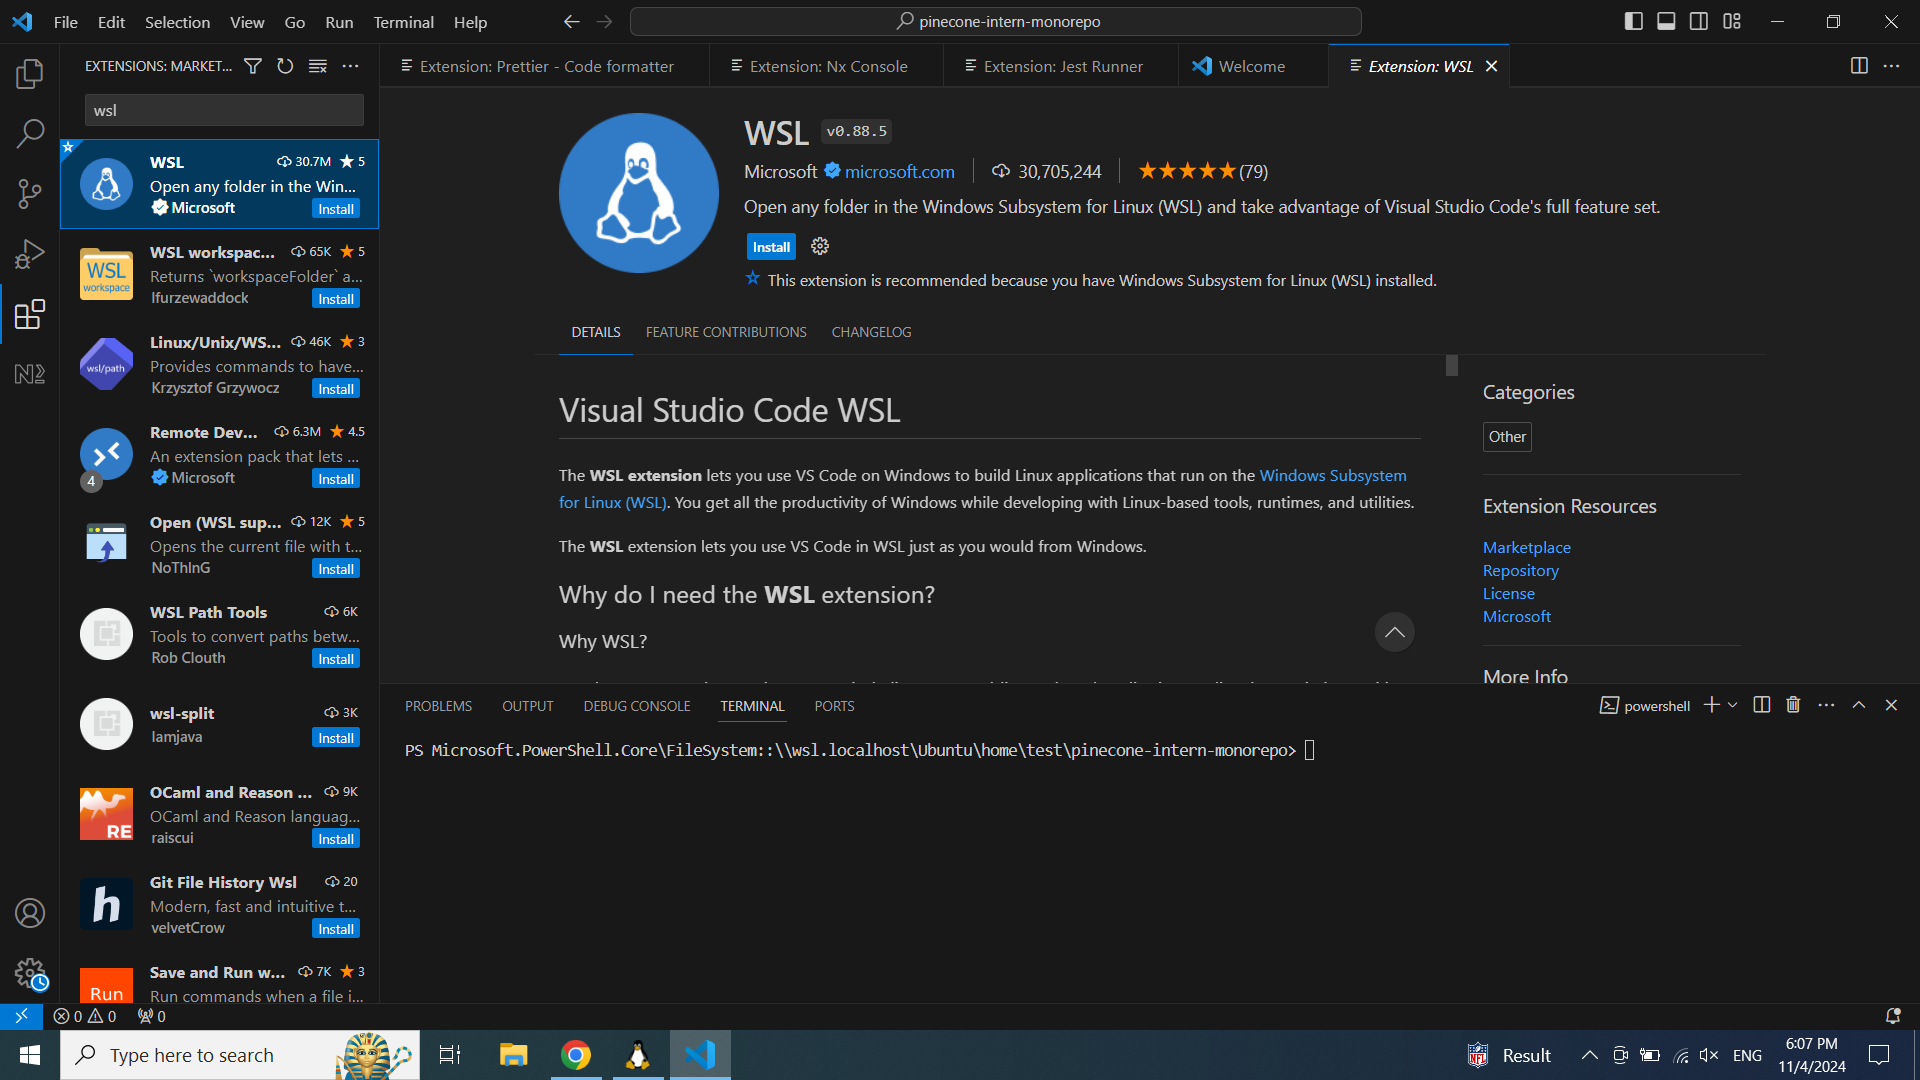 File Edit Selection View Go Run Terminal Help
pinecone-intern-monorepo
EXTENSIONS: MARKET...
wsl
WSL 30.7M 5
Open any folder in the Win...
Microsoft Install
WSL workspac... 65K 5
WSL workspace
Returns `workspaceFolder` a...
lfurzewaddock Install
Linux/Unix/WS... 46K 3
wsl/path
Provides commands to have...
Krzysztof Grzywocz Install
Remote Dev... 6.3M 4.5
An extension pack that lets ...
4
Microsoft Install
Open (WSL sup... 12K 5
Opens the current file with t...
NoThInG Install
WSL Path Tools 6K
Tools to convert paths betw...
Rob Clouth Install
wsl-split 3K
Iamjava Install
OCaml and Reason ... 9K
OCaml and Reason languag...
RE
raiscui Install
Git File History Wsl 20
h
Modern, fast and intuitive t...
velvetCrow Install
Save and Run w... 7K 3
Run
Run commands when a file i...
Extension: Prettier - Code formatter
Extension: Nx Console
Extension: Jest Runner
Welcome
Extension: WSL
WSL v0.88.5
Microsoft microsoft.com 30,705,244 (79)
Open any folder in the Windows Subsystem for Linux (WSL) and take advantage of Visual Studio Code's full feature set.
Install
This extension is recommended because you have Windows Subsystem for Linux (WSL) installed.
DETAILS FEATURE CONTRIBUTIONS CHANGELOG
Visual Studio Code WSL
The WSL extension lets you use VS Code on Windows to build Linux applications that run on the Windows Subsystem
for Linux (WSL). You get all the productivity of Windows while developing with Linux-based tools, runtimes, and utilities.
The WSL extension lets you use VS Code in WSL just as you would from Windows.
Why do I need the WSL extension?
Why WSL?
Categories
Other
Extension Resources
Marketplace
Repository
License
Microsoft
More Info
PROBLEMS OUTPUT DEBUG CONSOLE TERMINAL PORTS
powershell
PS Microsoft.PowerShell.Core\FileSystem::\\wsl.localhost\Ubuntu\home\test\pinecone-intern-monorepo>
0 0 0
Type here to search
NFL
Result
ENG
6:07 PM
11/4/2024